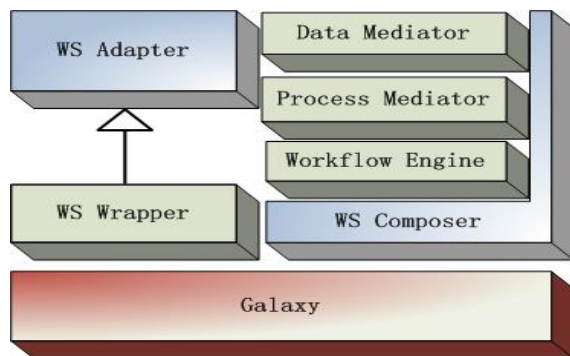 WS Adapter
Data Mediator
Process Mediator
Workflow Engine
WS Wrapper
WS Composer
Galaxy